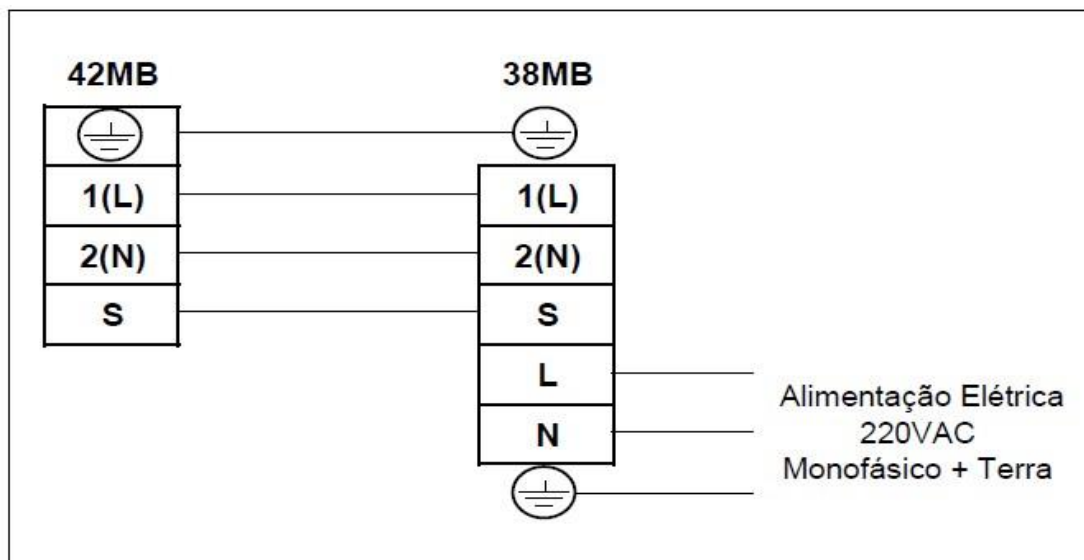 42MB
38MB
1(L)
1(L)
2(N)
2(N)
S
S
L
N
Alimentação Elétrica
220VAC
Monofásico + Terra